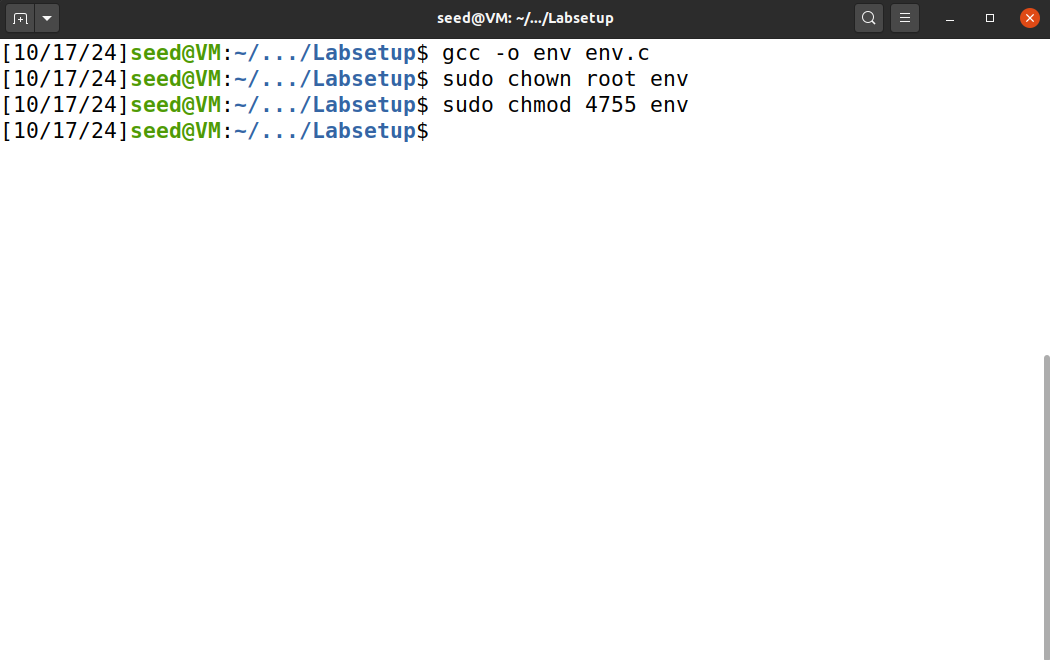 seed@VM: ~/.../Labsetup
[10/17/24]seed@VM:~/.../Labsetup$ gcc -o env env.c
[10/17/24]seed@VM:~/.../Labsetup$ sudo chown root env
[10/17/24]seed@VM:~/.../Labsetup$ sudo chmod 4755 env
[10/17/24]seed@VM:~/.../Labsetup$